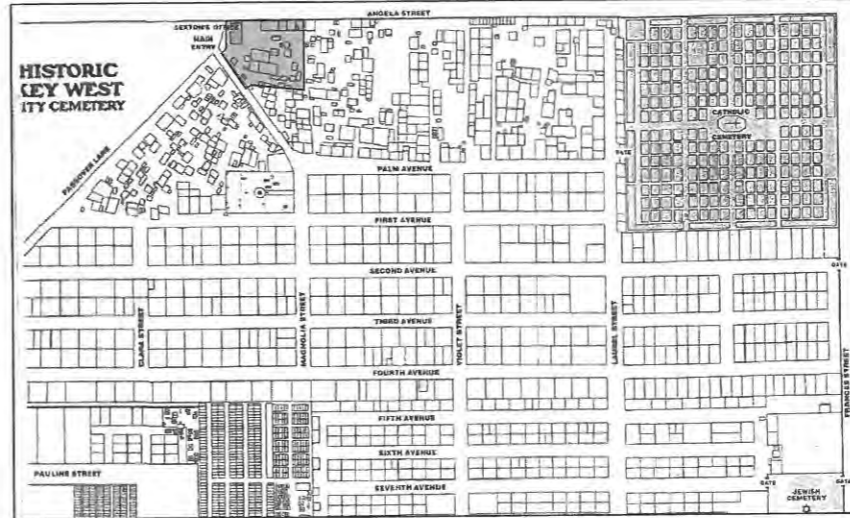 ANGELA STREET
SEXTON'S OFFICE
MAIN
ENTRY
HISTORIC
KEY WEST
ITY CEMETERY
PASSOVER LANE
CATHOLIC
CEMETERY
GATE
PALM AVENUE
FIRST AVENUE
SECOND AVENUE
GATE
CLARA STREET
MAGNOLIA STREET
THIRD AVENUE
VIOLET STREET
LAUREL STREET
FOURTH AVENUE
FRANCES STREET
FIFTH AVENUE
SIXTH AVENUE
PAULINE STREET
SEVENTH AVENUE
GATE
GATE
JEWISH
CEMETERY